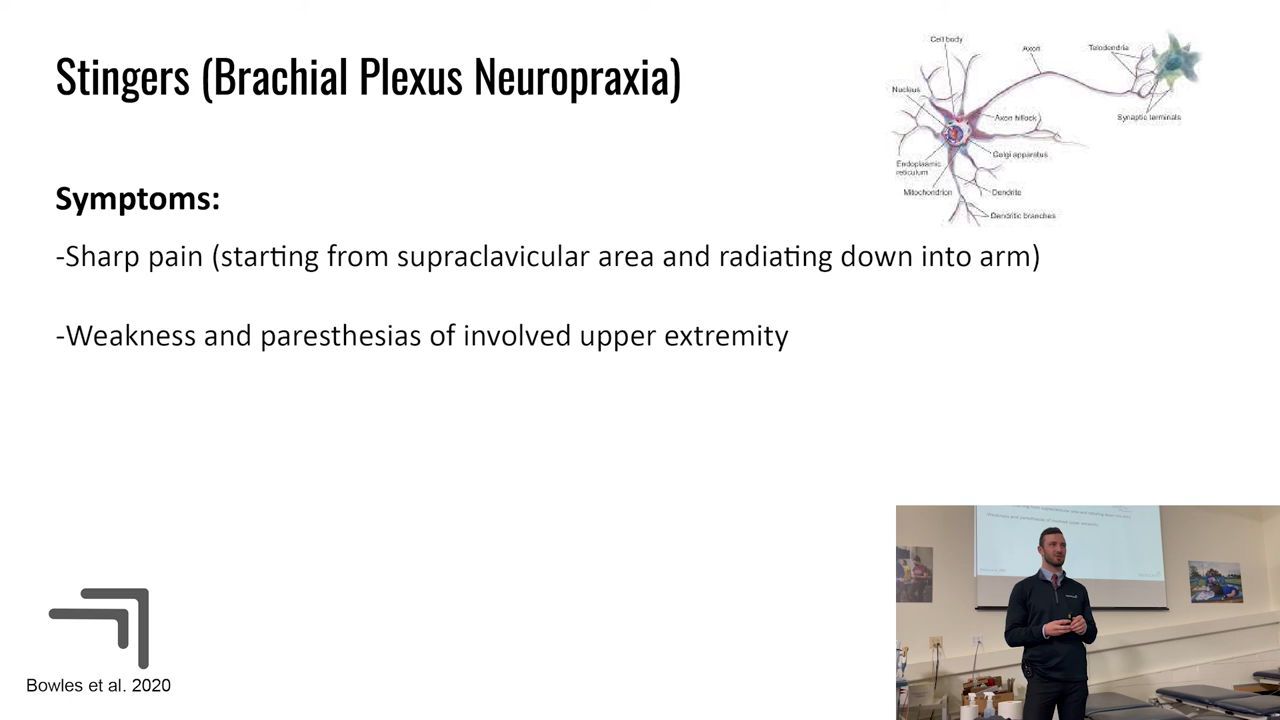 Stingers (Brachial Plexus Neuropraxia)
Cell body
Axon
Telodendria
Nucleus
Axon hillock
Synaptic terminals
Golgi apparatus
Endoplasmic
reticulum
Mitochondrion
Dendrite
Dendritic branches
Symptoms:
-Sharp pain (starting from supraclavicular area and radiating down into arm)
-Weakness and paresthesias of involved upper extremity
Bowles et al. 2020